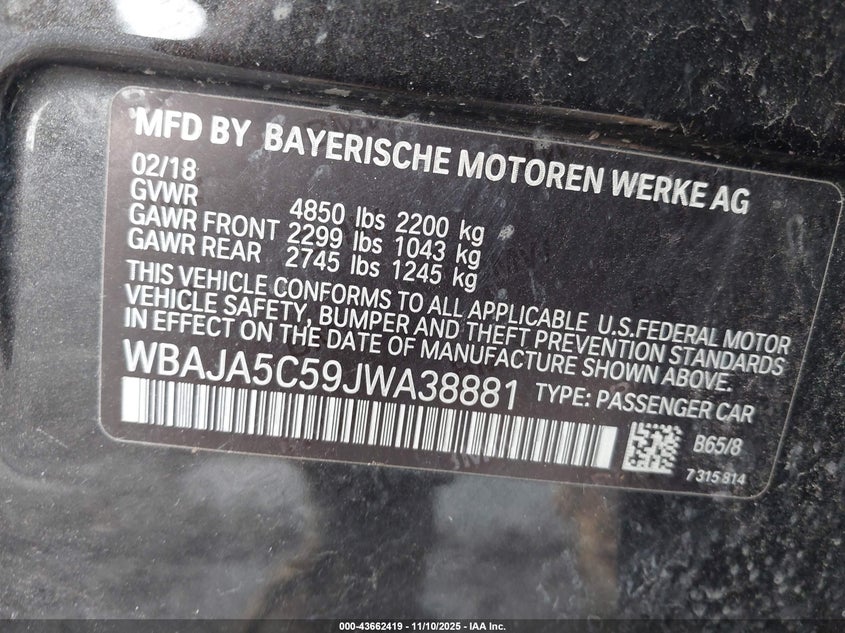 MFD BY BAYERISCHE MOTOREN WERKE AG
02/18
GVWR 4850 lbs 2200 kg
GAWR FRONT 2299 lbs 1043 kg
GAWR REAR 2745 lbs 1245 kg
THIS VEHICLE CONFORMS TO ALL APPLICABLE U.S.FEDERAL MOTOR
VEHICLE SAFETY, BUMPER AND THEFT PREVENTION STANDARDS
IN EFFECT ON THE DATE OF MANUFACTURE SHOWN ABOVE.
WBAJA5C59JWA38881 TYPE: PASSENGER CAR
B65/8
7 315 814
000-43662419 - 11/10/2025 - IAA Inc.